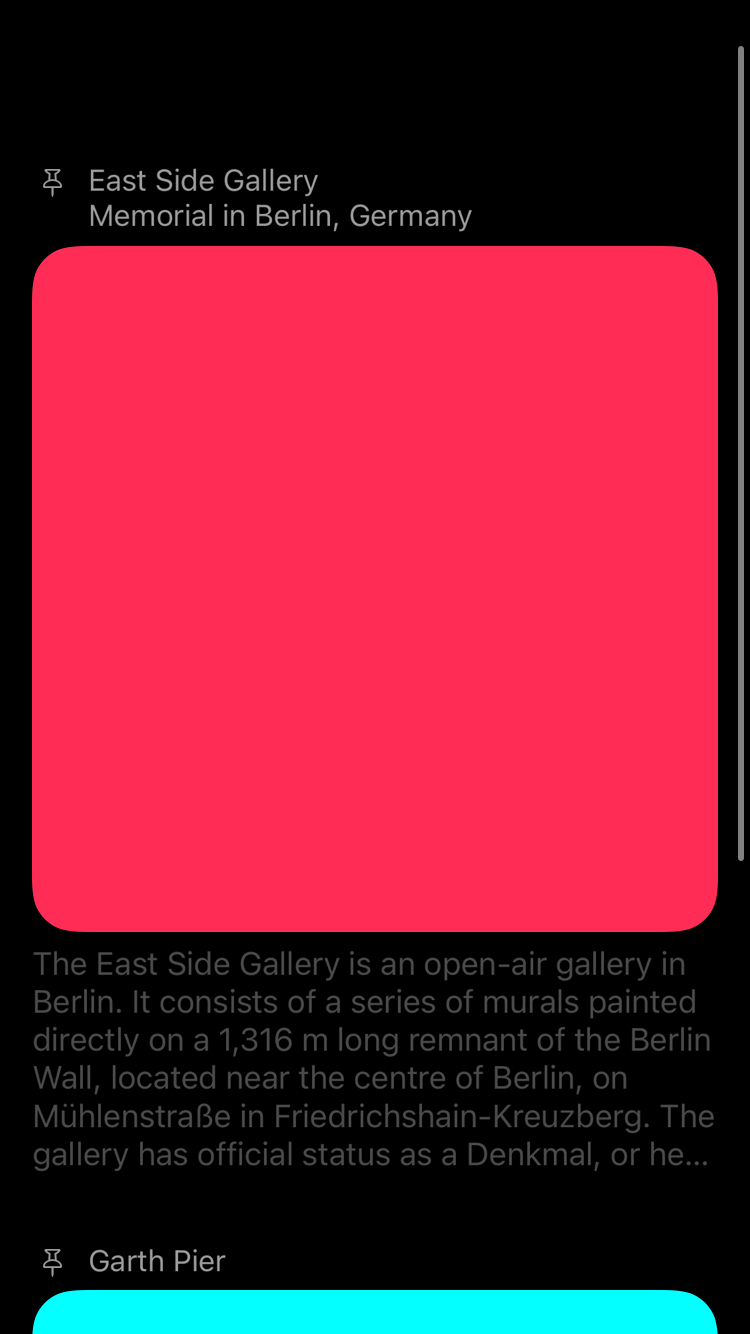 East Side Gallery
Memorial in Berlin, Germany
The East Side Gallery is an open-air gallery in
Berlin. It consists of a series of murals painted
directly on a 1,316 m long remnant of the Berlin
Wall, located near the centre of Berlin, on
Mühlenstraße in Friedrichshain-Kreuzberg. The
gallery has official status as a Denkmal, or he...
Garth Pier